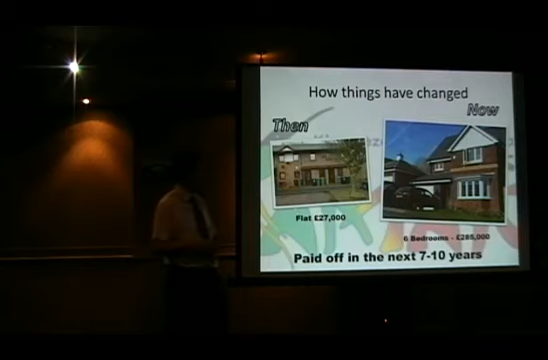 How things have changed
Then
Now
Flat £27,000
6 Bedrooms - £285,000
Paid off in the next 7-10 years